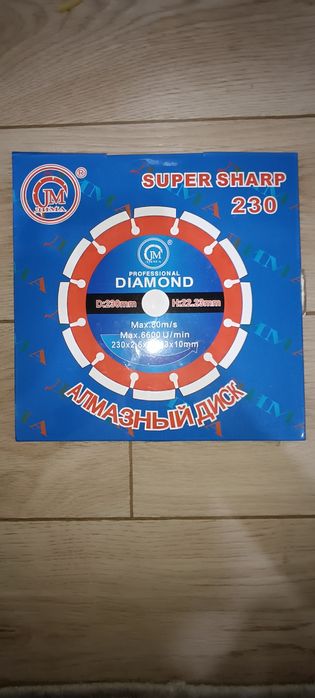 JM
®
SUPER SHARP
230
JM
®
PROFESSIONAL
DIAMOND
D:230mm H:22.23mm
Max.80m/s
Max.6600 U/min
АЛМАЗНЫЙ ДИСК